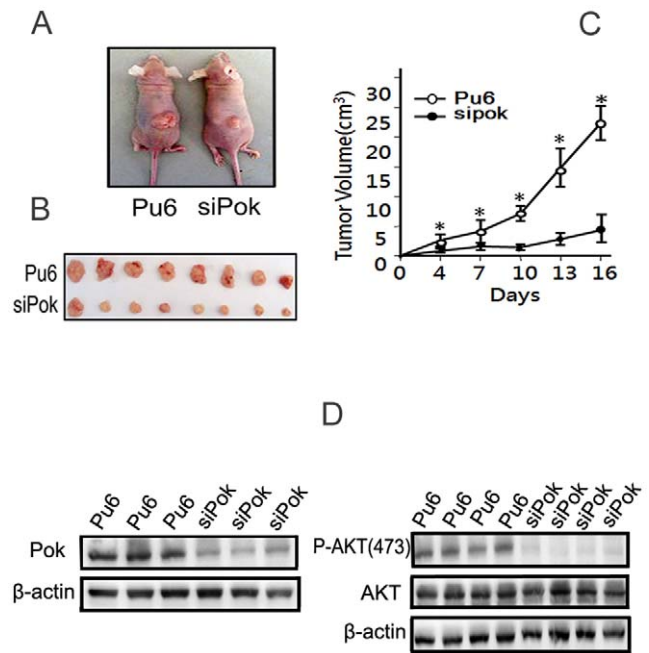 A
Pu6 siPok
B
Pu6
siPok
C
Tumor Volume(cm³)
30
25
20
15
10
5
0
Pu6
sipok
* * * * *
0 4 7 10 13 16
Days
D
Pu6 Pu6 Pu6 siPok siPok siPok
Pok
β-actin
Pu6 Pu6 Pu6 Pu6 siPok siPok siPok siPok
P-AKT(473)
AKT
β-actin